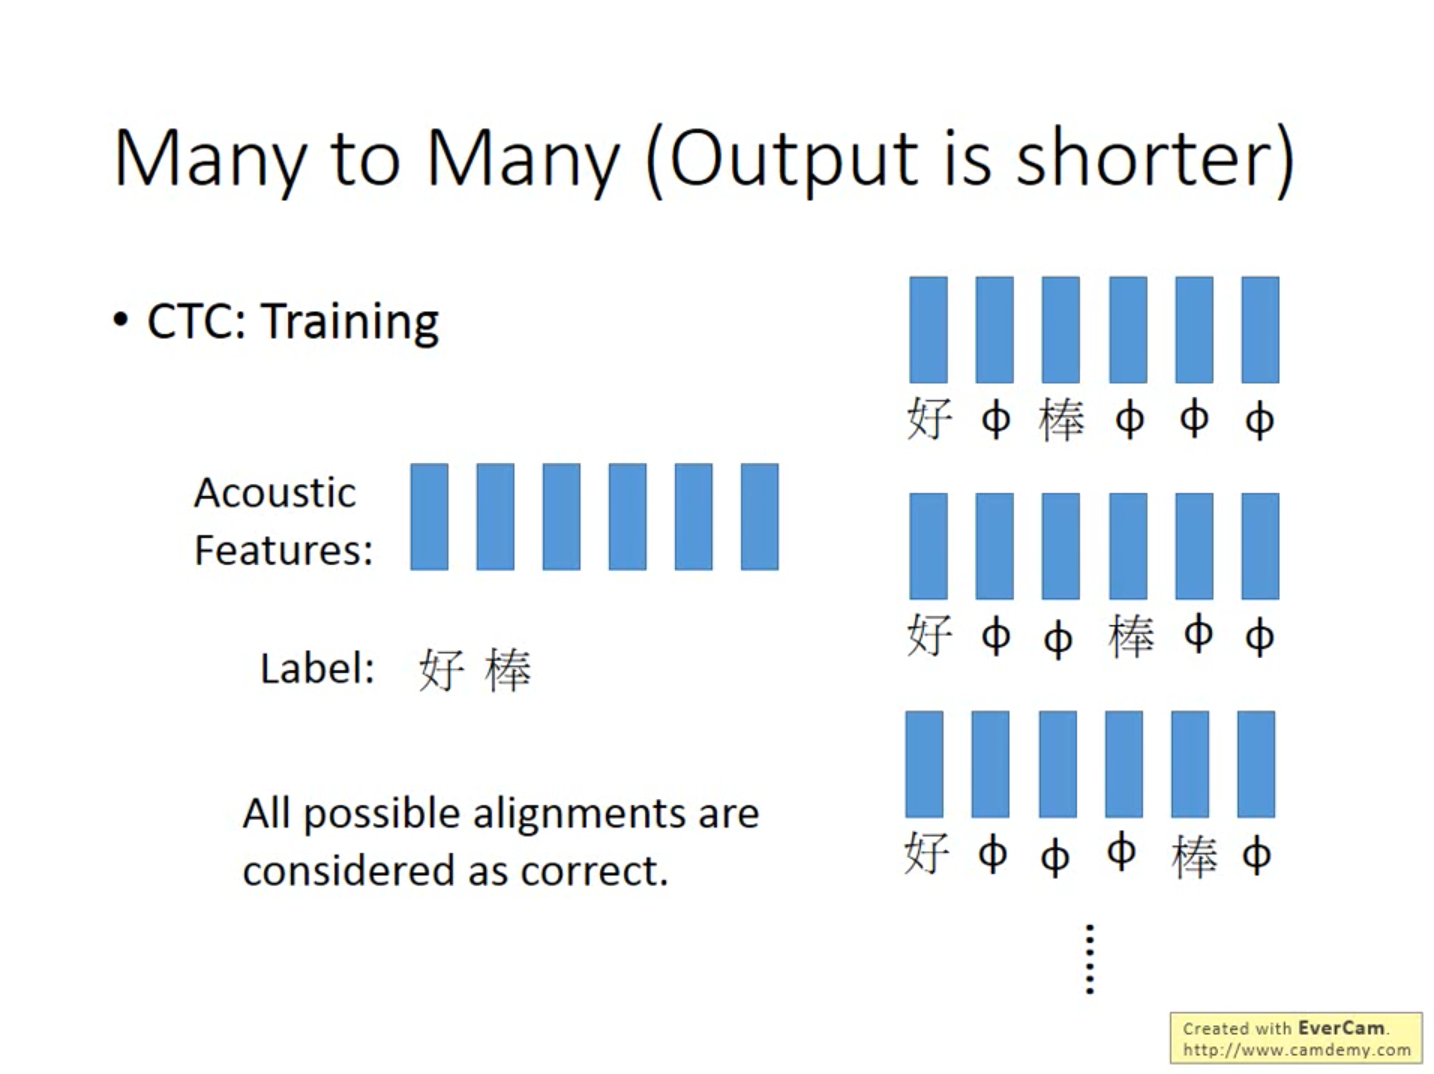 Many to Many (Output is shorter)
• CTC: Training
Acoustic
Features:
Label: 好 棒
All possible alignments are
considered as correct.
好 φ 棒 φ φ φ
好 φ φ 棒 φ φ
好 φ φ φ 棒 φ
......
Created with EverCam.
http://www.camdemy.com